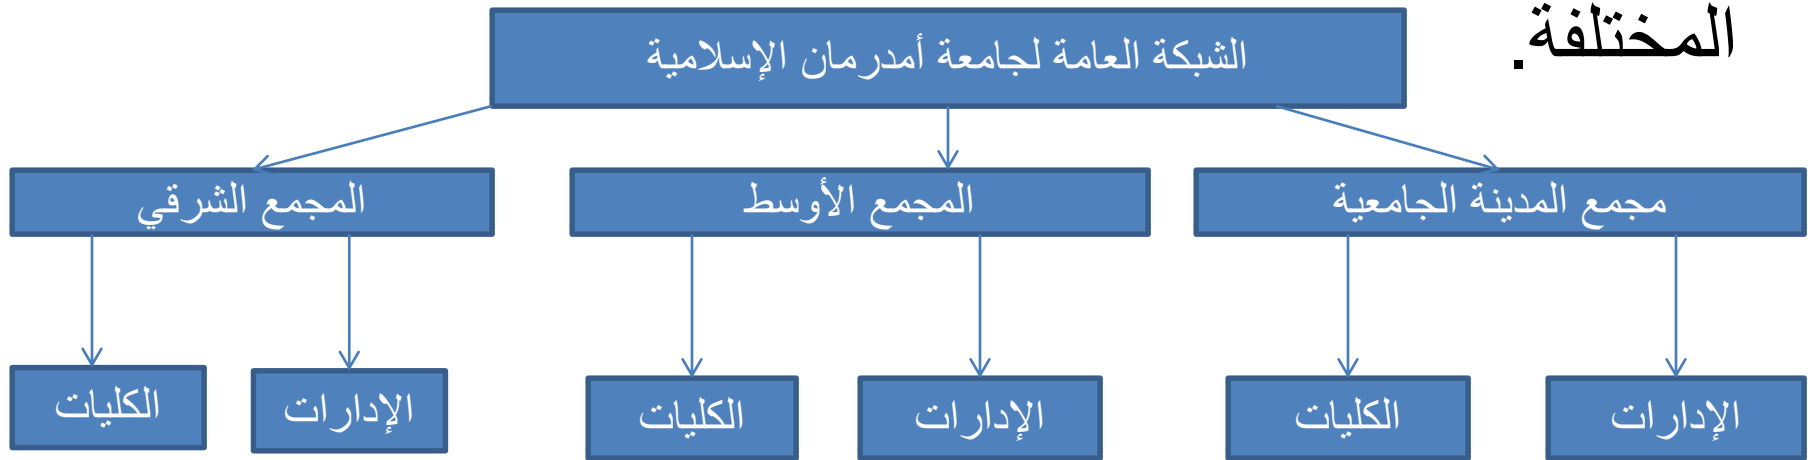 المختلفة.
الشبكة العامة لجامعة أمدرمان الإسلامية
مجمع المدينة الجامعية
المجمع الأوسط
المجمع الشرقي
الإدارات
الكليات
الإدارات
الكليات
الإدارات
الكليات